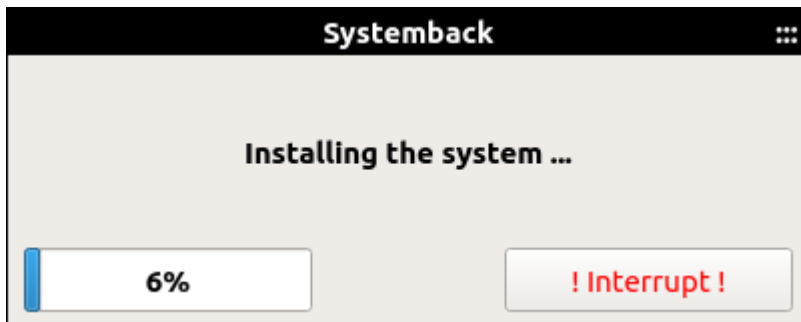 Systemback
Installing the system ...
6%
! Interrupt !